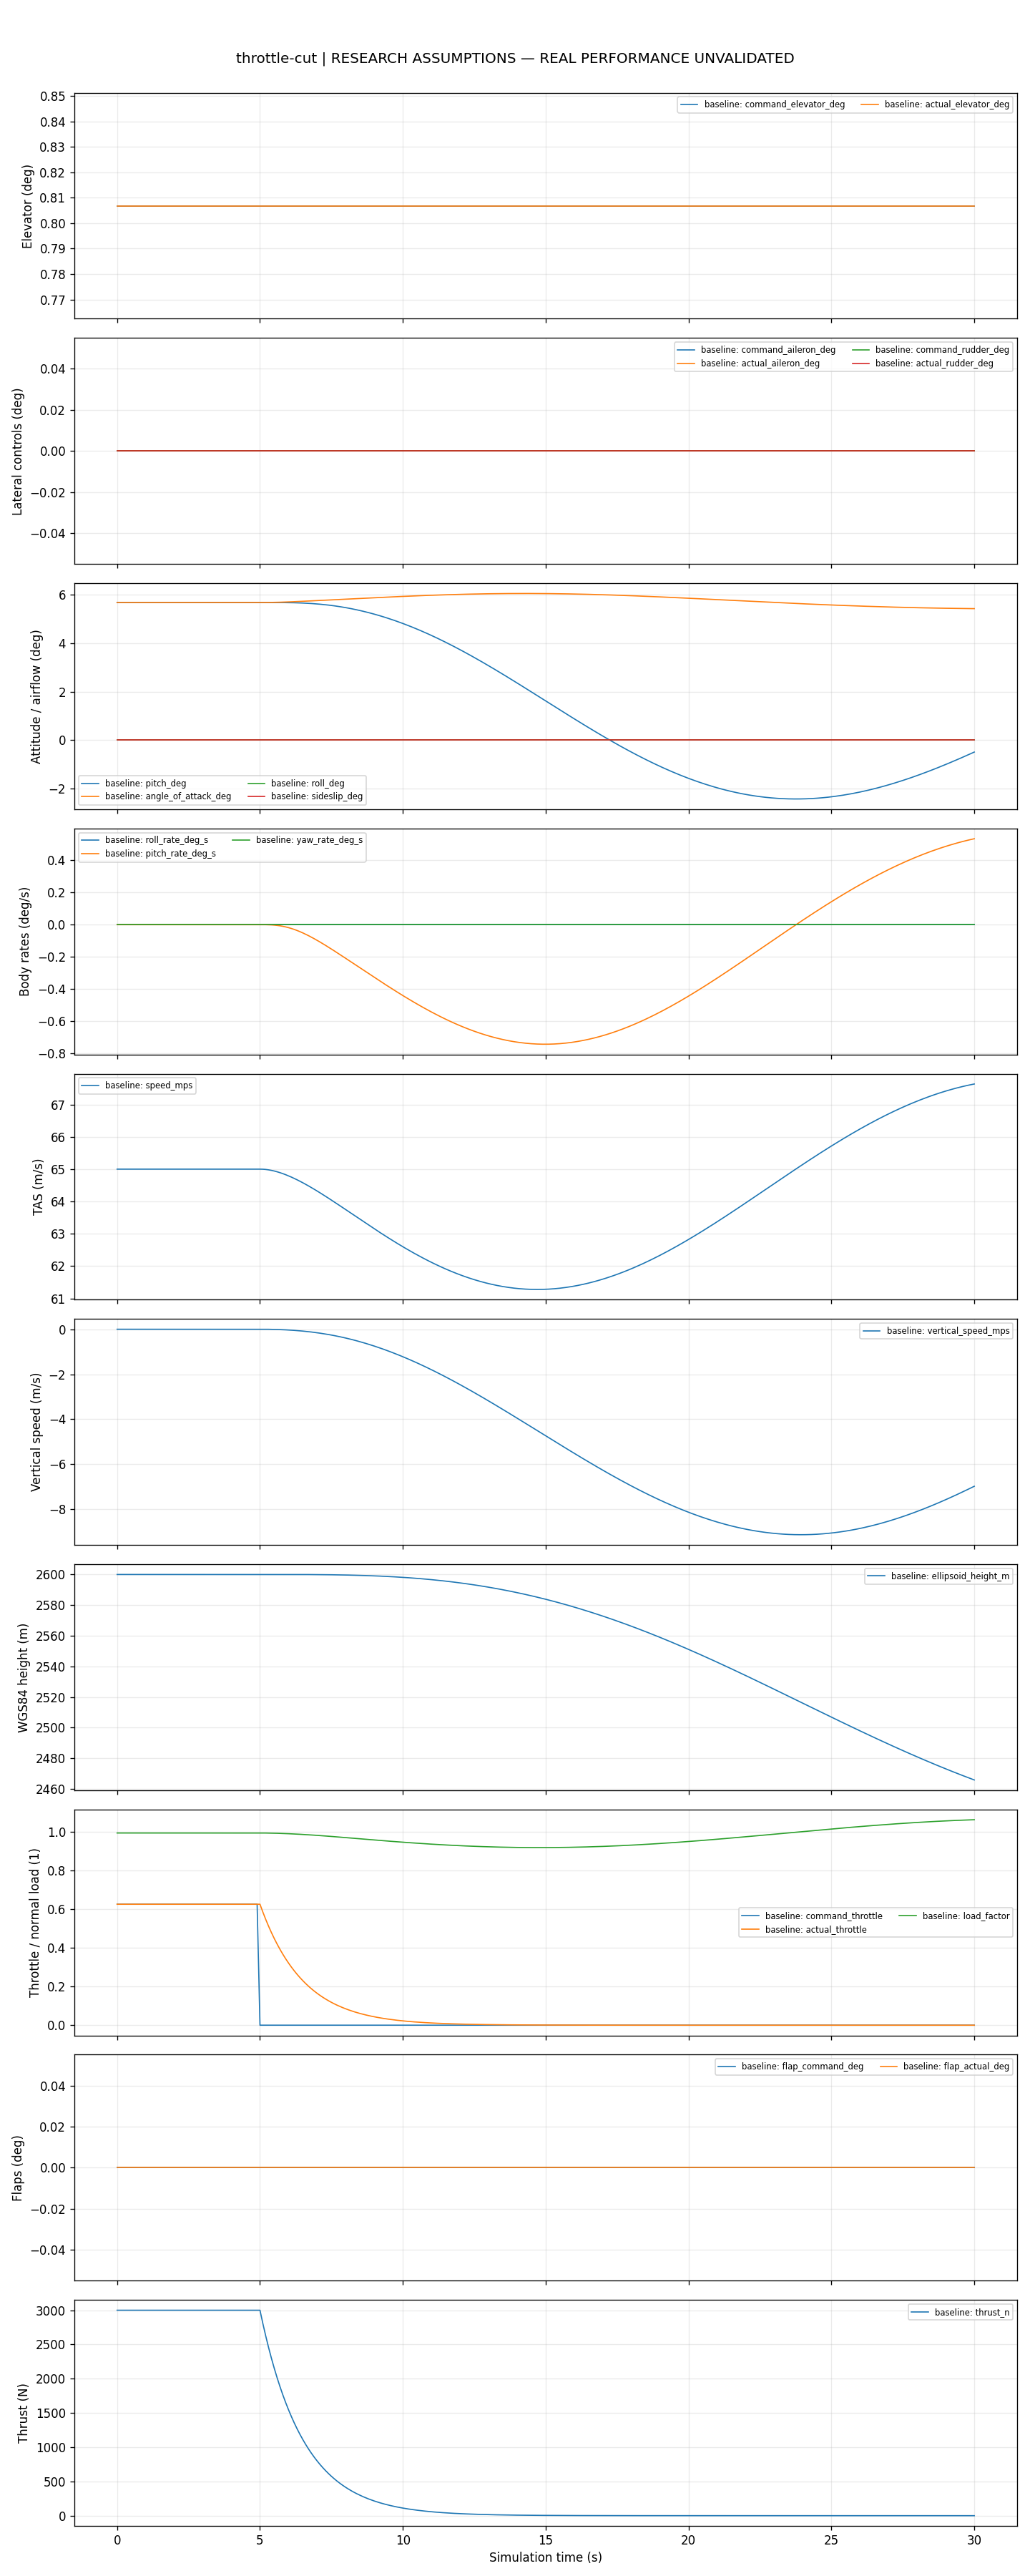 throttle-cut | RESEARCH ASSUMPTIONS — REAL PERFORMANCE UNVALIDATED
Elevator (deg)
0.85
0.84
0.83
0.82
0.81
0.80
0.79
0.78
0.77
baseline: command_elevator_deg baseline: actual_elevator_deg
Lateral controls (deg)
0.04
0.02
0.00
−0.02
−0.04
baseline: command_aileron_deg baseline: command_rudder_deg
baseline: actual_aileron_deg baseline: actual_rudder_deg
Attitude / airflow (deg)
6
4
2
0
−2
baseline: pitch_deg baseline: roll_deg
baseline: angle_of_attack_deg baseline: sideslip_deg
Body rates (deg/s)
0.4
0.2
0.0
−0.2
−0.4
−0.6
−0.8
baseline: roll_rate_deg_s baseline: yaw_rate_deg_s
baseline: pitch_rate_deg_s
TAS (m/s)
67
66
65
64
63
62
61
baseline: speed_mps
Vertical speed (m/s)
0
−2
−4
−6
−8
baseline: vertical_speed_mps
WGS84 height (m)
2600
2580
2560
2540
2520
2500
2480
2460
baseline: ellipsoid_height_m
Throttle / normal load (1)
1.0
0.8
0.6
0.4
0.2
0.0
baseline: command_throttle baseline: load_factor
baseline: actual_throttle
Flaps (deg)
0.04
0.02
0.00
−0.02
−0.04
baseline: flap_command_deg baseline: flap_actual_deg
Thrust (N)
3000
2500
2000
1500
1000
500
0
baseline: thrust_n
0 5 10 15 20 25 30
Simulation time (s)